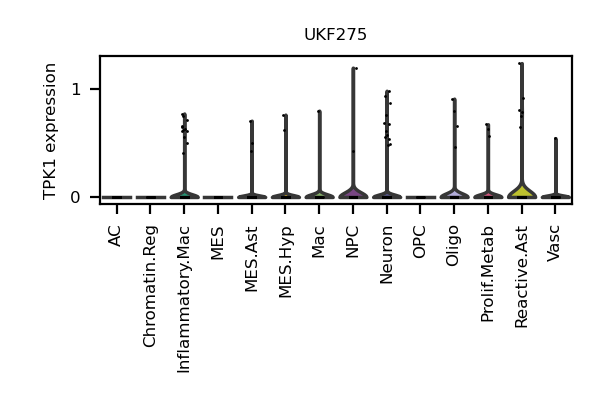 UKF275
TPK1 expression
1
0
AC
Chromatin.Reg
Inflammatory.Mac
MES
MES.Ast
MES.Hyp
Mac
NPC
Neuron
OPC
Oligo
Prolif.Metab
Reactive.Ast
Vasc